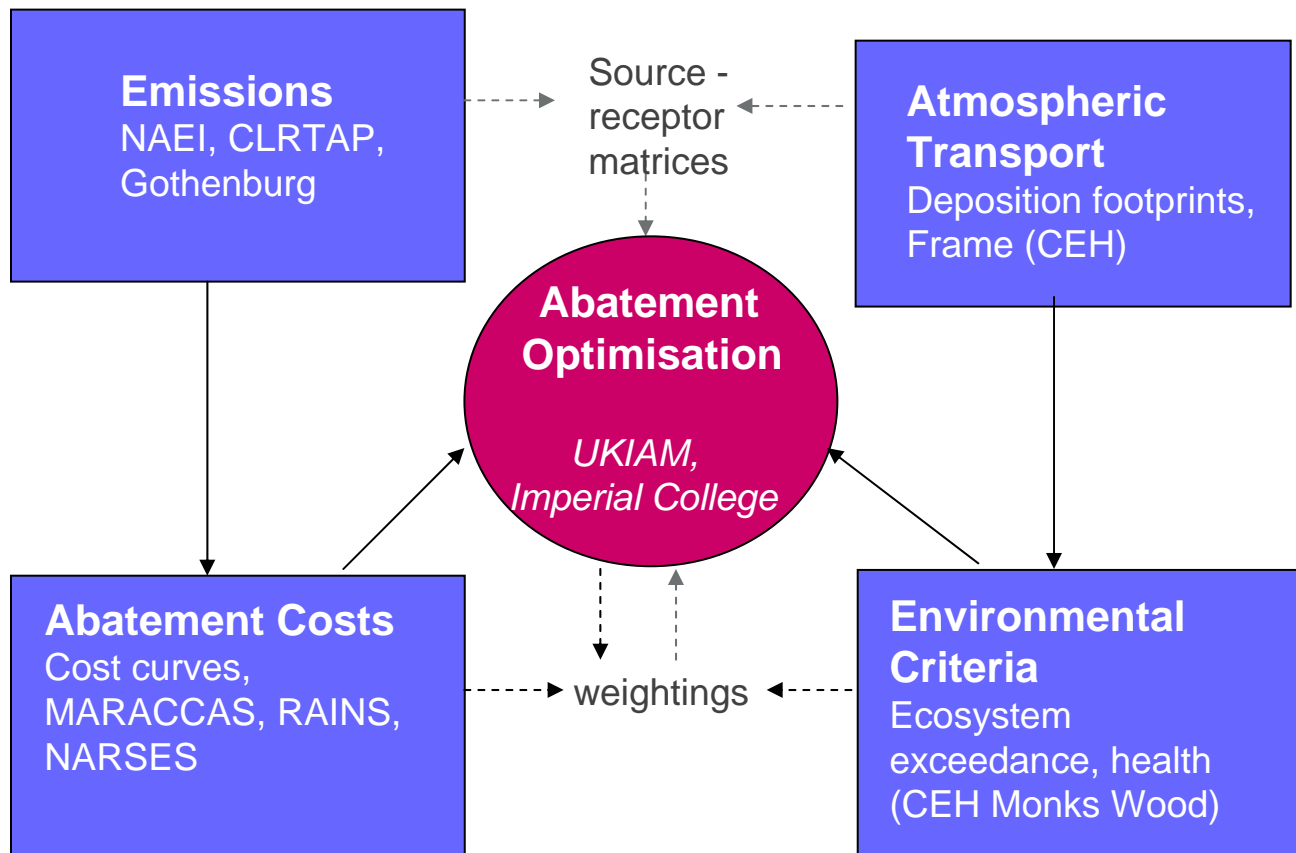 Emissions
NAEI, CLRTAP,
Gothenburg
Source -
receptor
matrices
Atmospheric
Transport
Deposition footprints,
Frame (CEH)
Abatement
Optimisation
UKIAM,
Imperial College
Abatement Costs
Cost curves,
MARACCAS, RAINS,
NARSES
weightings
Environmental
Criteria
Ecosystem
exceedance, health
(CEH Monks Wood)